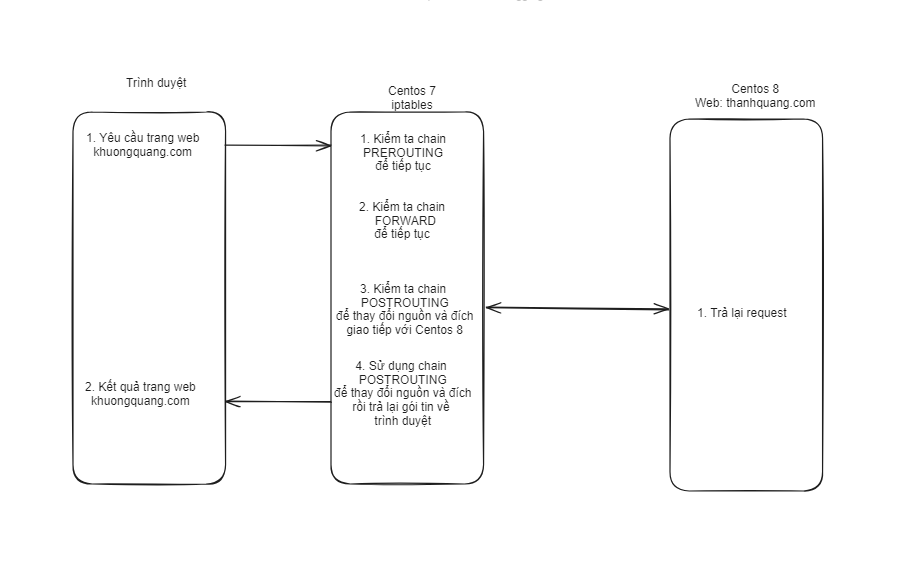 Trình duyệt
1. Yêu cầu trang web
khuongquang.com
2. Kết quả trang web
khuongquang.com
Centos 7
iptables
1. Kiểm ta chain
PREROUTING
để tiếp tục
2. Kiểm ta chain
FORWARD
để tiếp tục
3. Kiểm ta chain
POSTROUTING
để thay đổi nguồn và đích
giao tiếp với Centos 8
4. Sử dụng chain
POSTROUTING
để thay đổi nguồn và đích
rồi trả lại gói tin về
trình duyệt
Centos 8
Web: thanhquang.com
1. Trả lại request